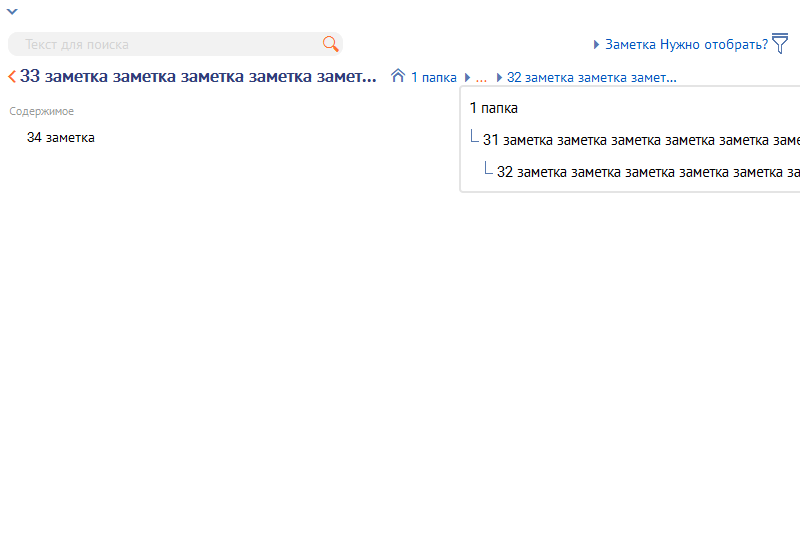 Текст для поиска
Заметка Нужно отобрать?
33 заметка заметка заметка заметка замет...
1 папка ... 32 заметка заметка замет...
Содержимое
34 заметка
1 папка
31 заметка заметка заметка заметка заметка заме
32 заметка заметка заметка заметка заметка за